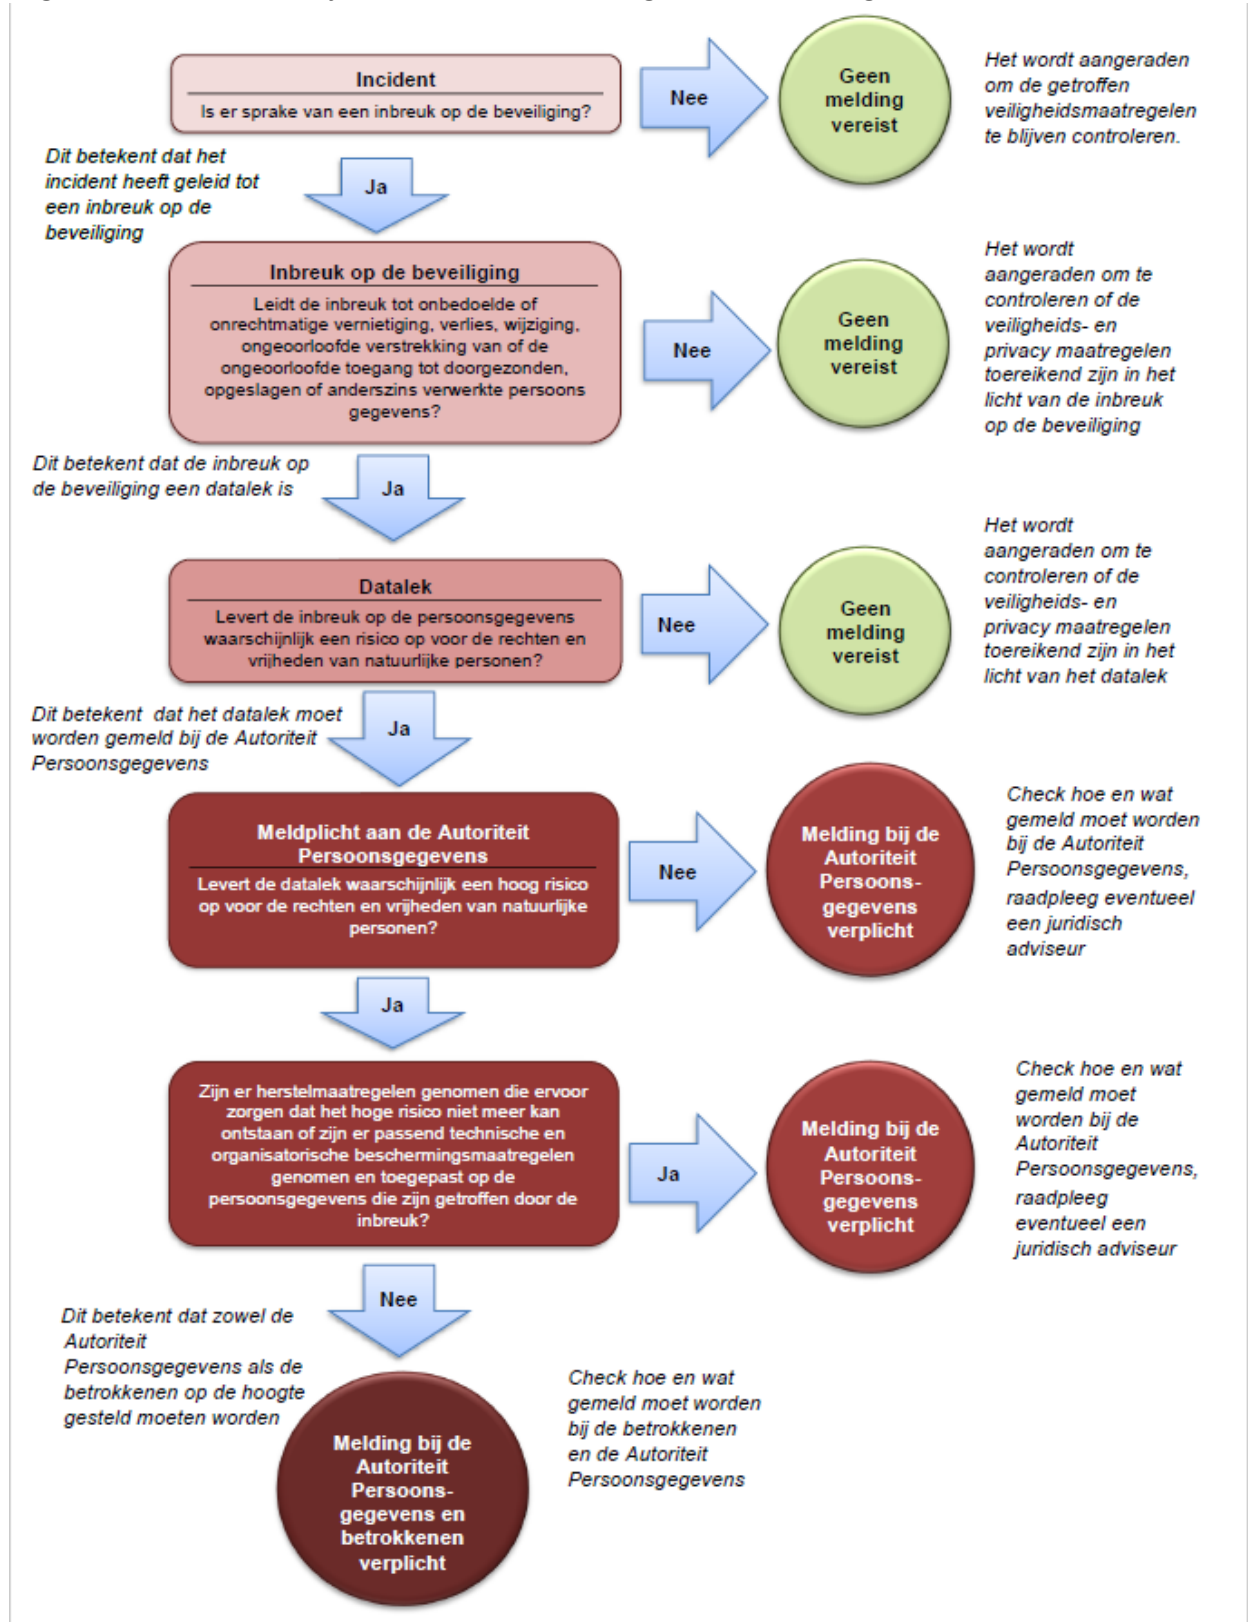 Incident
Is er sprake van een inbreuk op de beveiliging?
Nee
Geen
melding
vereist
Het wordt aangeraden
om de getroffen
veiligheidsmaatregelen
te blijven controleren.
Dit betekent dat het
incident heeft geleid tot
een inbreuk op de
beveiliging
Ja
Inbreuk op de beveiliging
Leidt de inbreuk tot onbedoelde of
onrechtmatige vernietiging, verlies, wijziging,
ongeoorloofde verstrekking van of de
ongeoorloofde toegang tot doorgezonden,
opgeslagen of anderszins verwerkte persoons
gegevens?
Nee
Geen
melding
vereist
Het wordt
aangeraden om te
controleren of de
veiligheids- en
privacy maatregelen
toereikend zijn in het
licht van de inbreuk
op de beveiliging
Dit betekent dat de inbreuk op
de beveiliging een datalek is
Ja
Datalek
Levert de inbreuk op de persoonsgegevens
waarschijnlijk een risico op voor de rechten en
vrijheden van natuurlijke personen?
Nee
Geen
melding
vereist
Het wordt
aangeraden om te
controleren of de
veiligheids- en
privacy maatregelen
toereikend zijn in het
licht van het datalek
Dit betekent dat het datalek moet
worden gemeld bij de Autoriteit
Persoonsgegevens
Ja
Meldplicht aan de Autoriteit
Persoonsgegevens
Levert de datalek waarschijnlijk een hoog risico
op voor de rechten en vrijheden van natuurlijke
personen?
Nee
Melding bij de
Autoriteit
Persoons-
gegevens
verplicht
Check hoe en wat
gemeld moet worden
bij de Autoriteit
Persoonsgegevens,
raadpleeg eventueel
een juridisch
adviseur
Ja
Zijn er herstelmaatregelen genomen die ervoor
zorgen dat het hoge risico niet meer kan
ontstaan of zijn er passend technische en
organisatorische beschermingsmaatregelen
genomen en toegepast op de
persoonsgegevens die zijn getroffen door de
inbreuk?
Ja
Melding bij de
Autoriteit
Persoons-
gegevens
verplicht
Check hoe en wat
gemeld moet
worden bij de
Autoriteit
Persoonsgegevens,
raadpleeg
eventueel een
juridisch adviseur
Nee
Dit betekent dat zowel de
Autoriteit
Persoonsgegevens als de
betrokkenen op de hoogte
gesteld moeten worden
Melding bij de
Autoriteit
Persoons-
gegevens en
betrokkenen
verplicht
Check hoe en wat
gemeld moet worden
bij de betrokkenen
en de Autoriteit
Persoonsgegevens